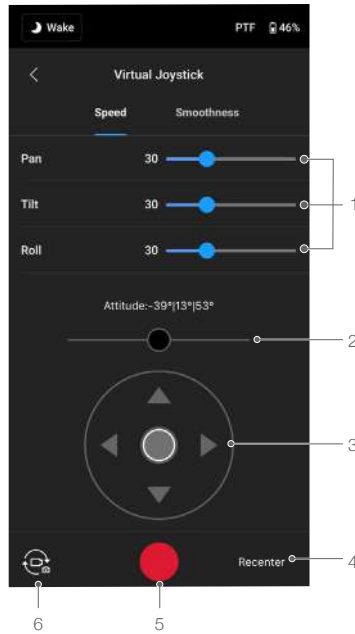 Wake PTF 46%
Virtual Joystick
Speed Smoothness
Pan 30
1
Tilt 30
Roll 30
Attitude:-39°|13°|53°
2
3
Recenter 4
6 5